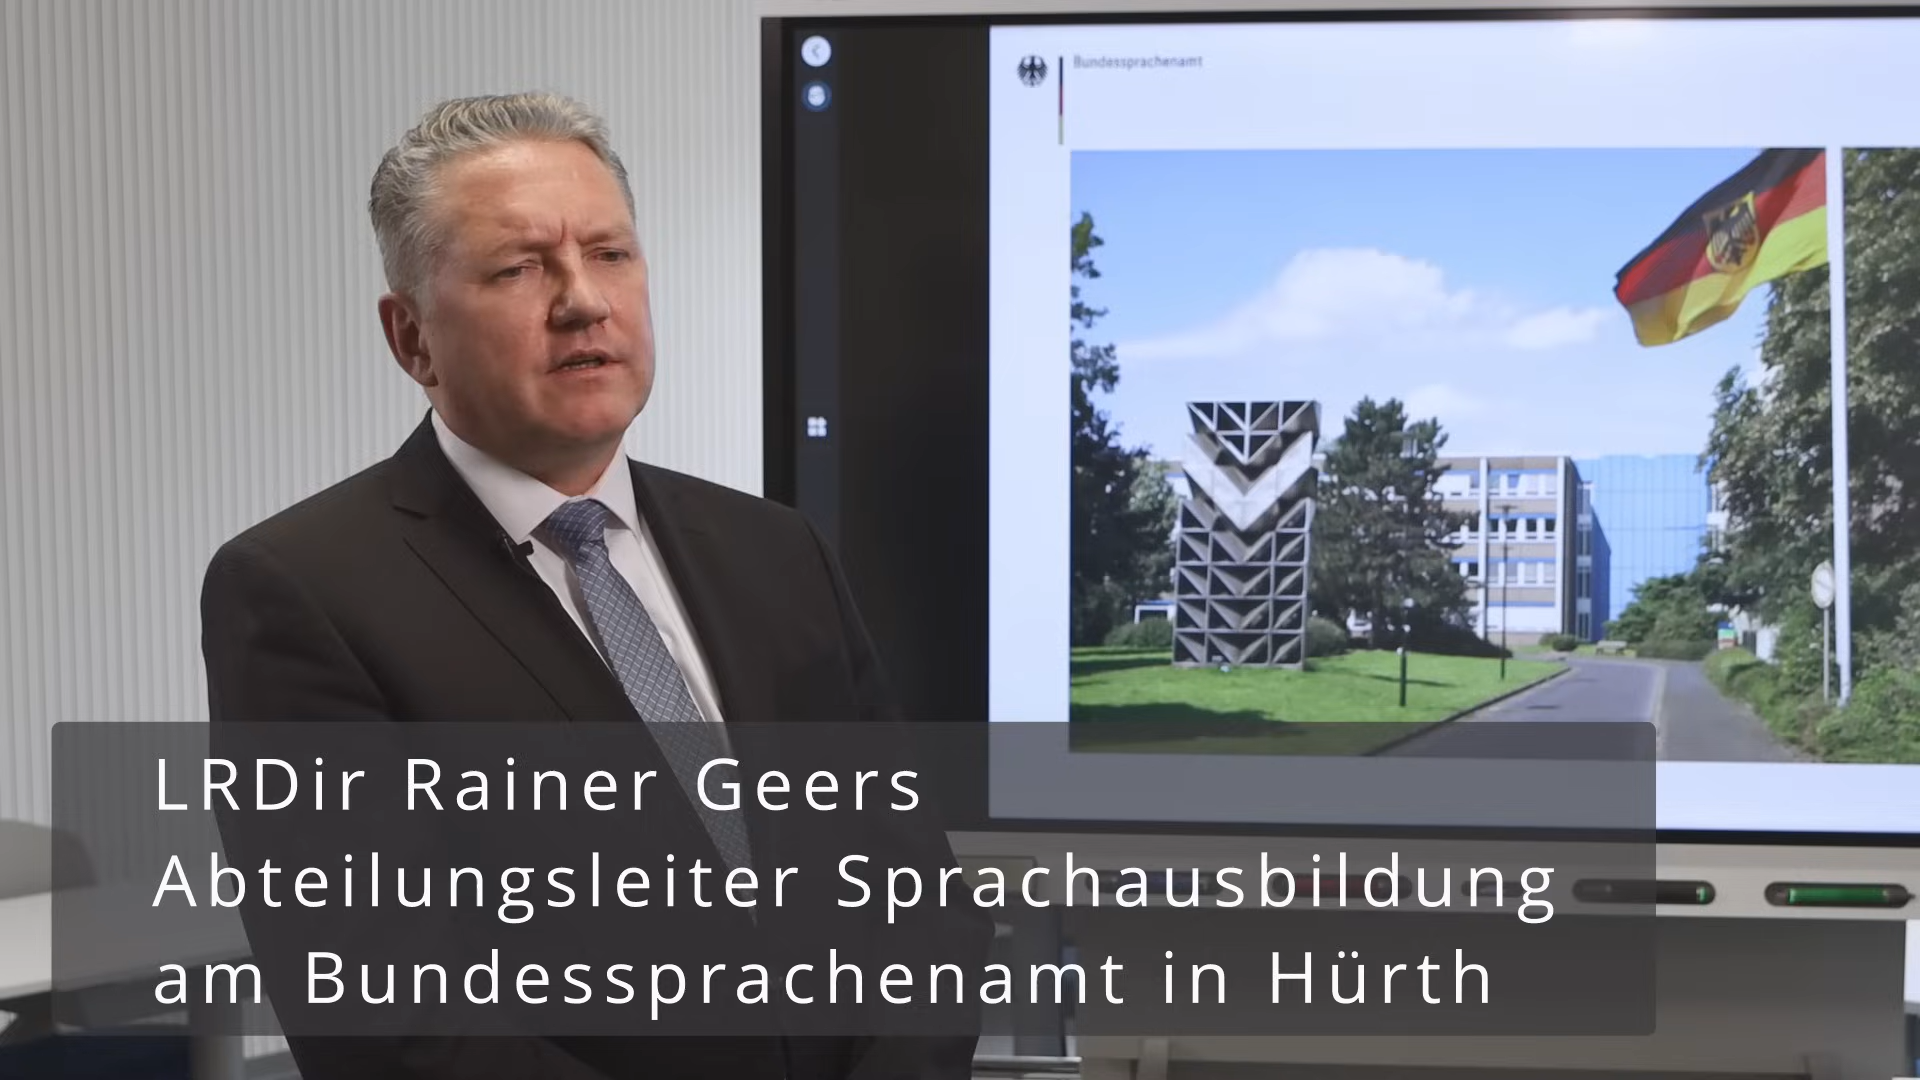 Bundessprachenamt
LRDir Rainer Geers
Abteilungsleiter Sprachausbildung
am Bundessprachenamt in Hürth